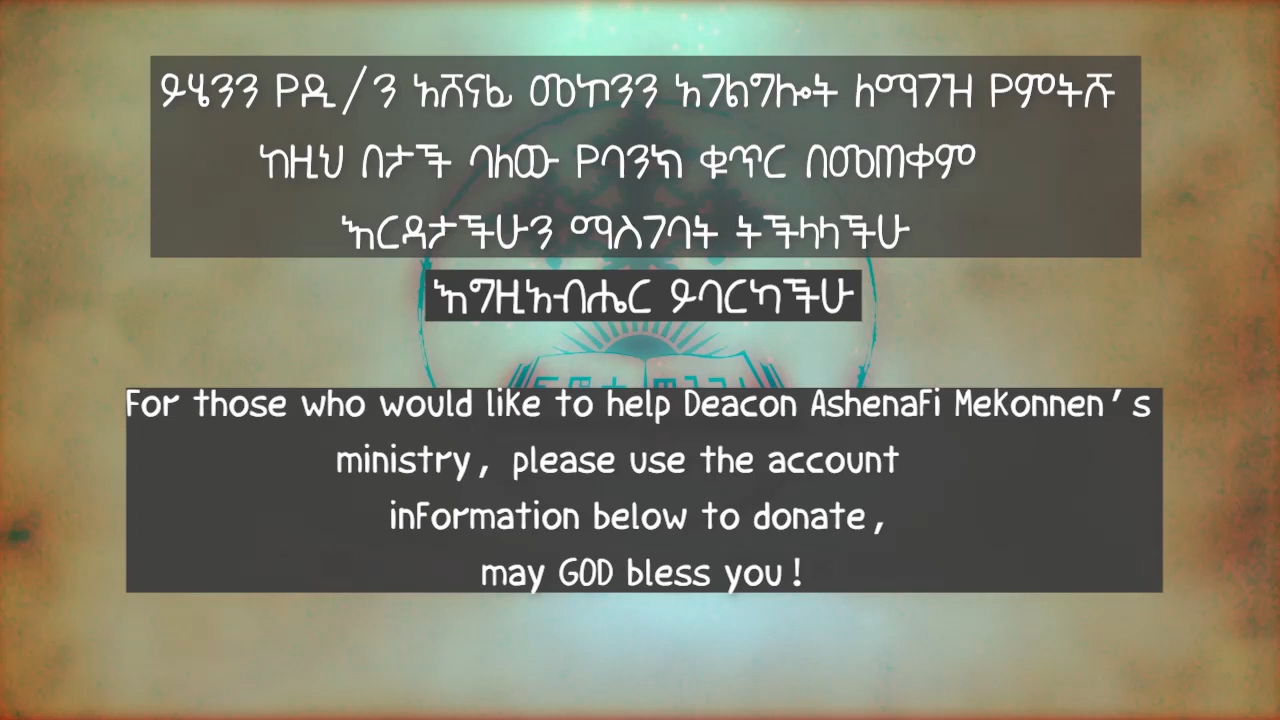 ይሄንን የዲ/ን አሸናፊ መኮንን አገልግሎት ለማገዝ የምትሹ
ከዚህ በታች ባለው የባንክ ቁጥር በመጠቀም
እርዳታችሁን ማስገባት ትችላላችሁ
እግዚአብሔር ይባርካችሁ
For those who would like to help Deacon Ashenafi Mekonnen's
ministry, please use the account
information below to donate,
may GOD bless you!